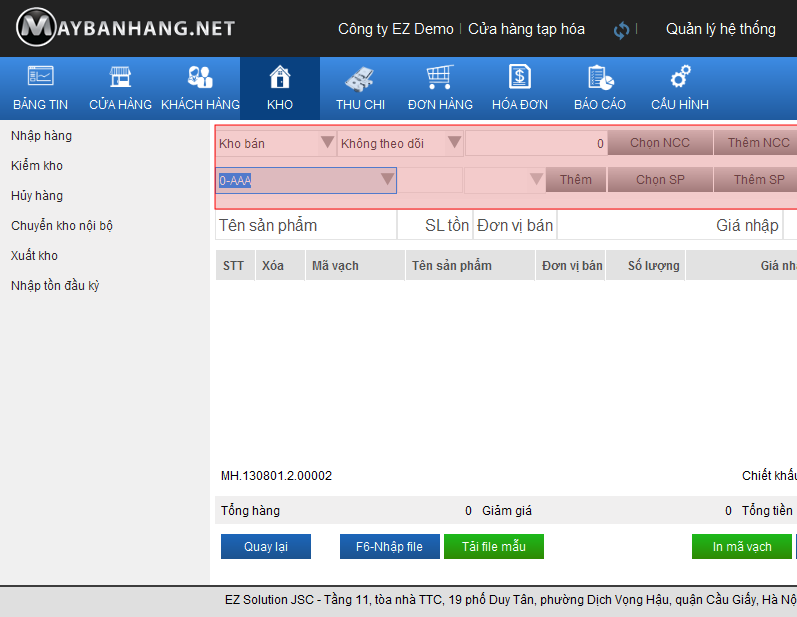 MAYBANHANG.NET
Công ty EZ Demo | Cửa hàng tạp hóa | Quản lý hệ thống
BẢNG TIN CỬA HÀNG KHÁCH HÀNG KHO THU CHI ĐƠN HÀNG HÓA ĐƠN BÁO CÁO CẤU HÌNH
Nhập hàng
Kiểm kho
Hủy hàng
Chuyển kho nội bộ
Xuất kho
Nhập tồn đầu kỳ
Kho bán Không theo dõi 0 Chọn NCC Thêm NCC
0-AAA Thêm Chọn SP Thêm SP
Tên sản phẩm SL tồn Đơn vị bán Giá nhập
STT Xóa Mã vạch Tên sản phẩm Đơn vị bán Số lượng Giá nh
MH.130801.2.00002 Chiết khấu
Tổng hàng 0 Giảm giá 0 Tổng tiền
Quay lại F6-Nhập file Tải file mẫu In mã vạch
EZ Solution JSC - Tầng 11, tòa nhà TTC, 19 phố Duy Tân, phường Dịch Vọng Hậu, quận Cầu Giấy, Hà Nộ